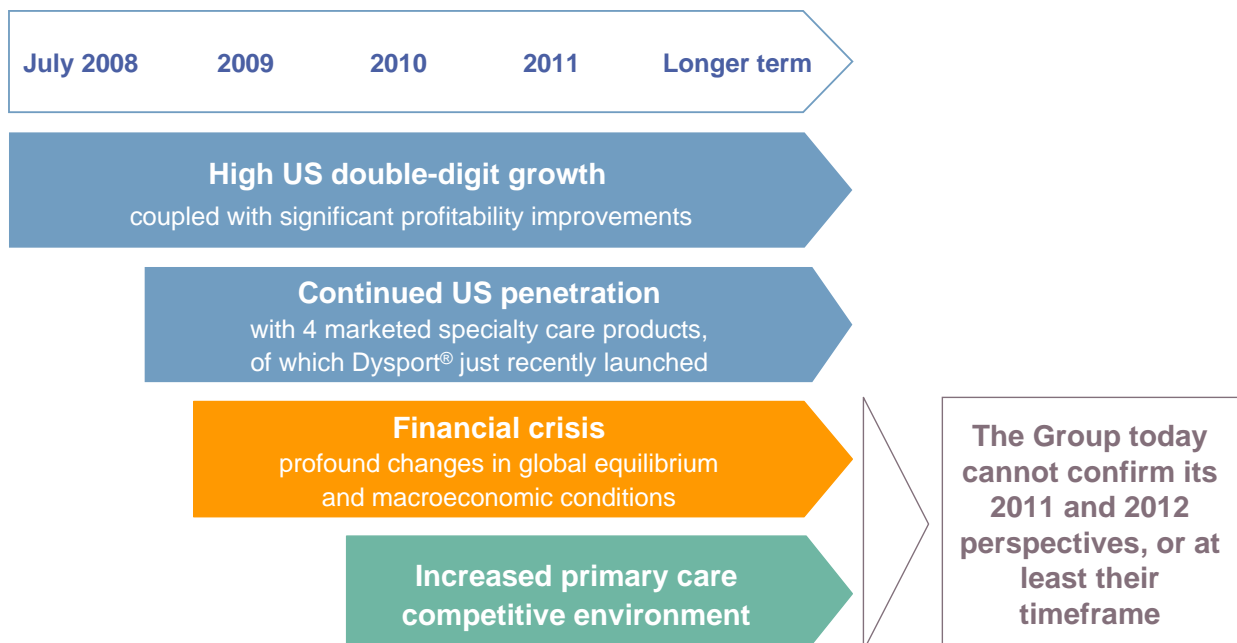 July 2008 2009 2010 2011 Longer term
High US double-digit growth
coupled with significant profitability improvements
Continued US penetration
with 4 marketed specialty care products,
of which Dysport® just recently launched
Financial crisis
profound changes in global equilibrium
and macroeconomic conditions
Increased primary care
competitive environment
The Group today
cannot confirm its
2011 and 2012
perspectives, or at
least their
timeframe